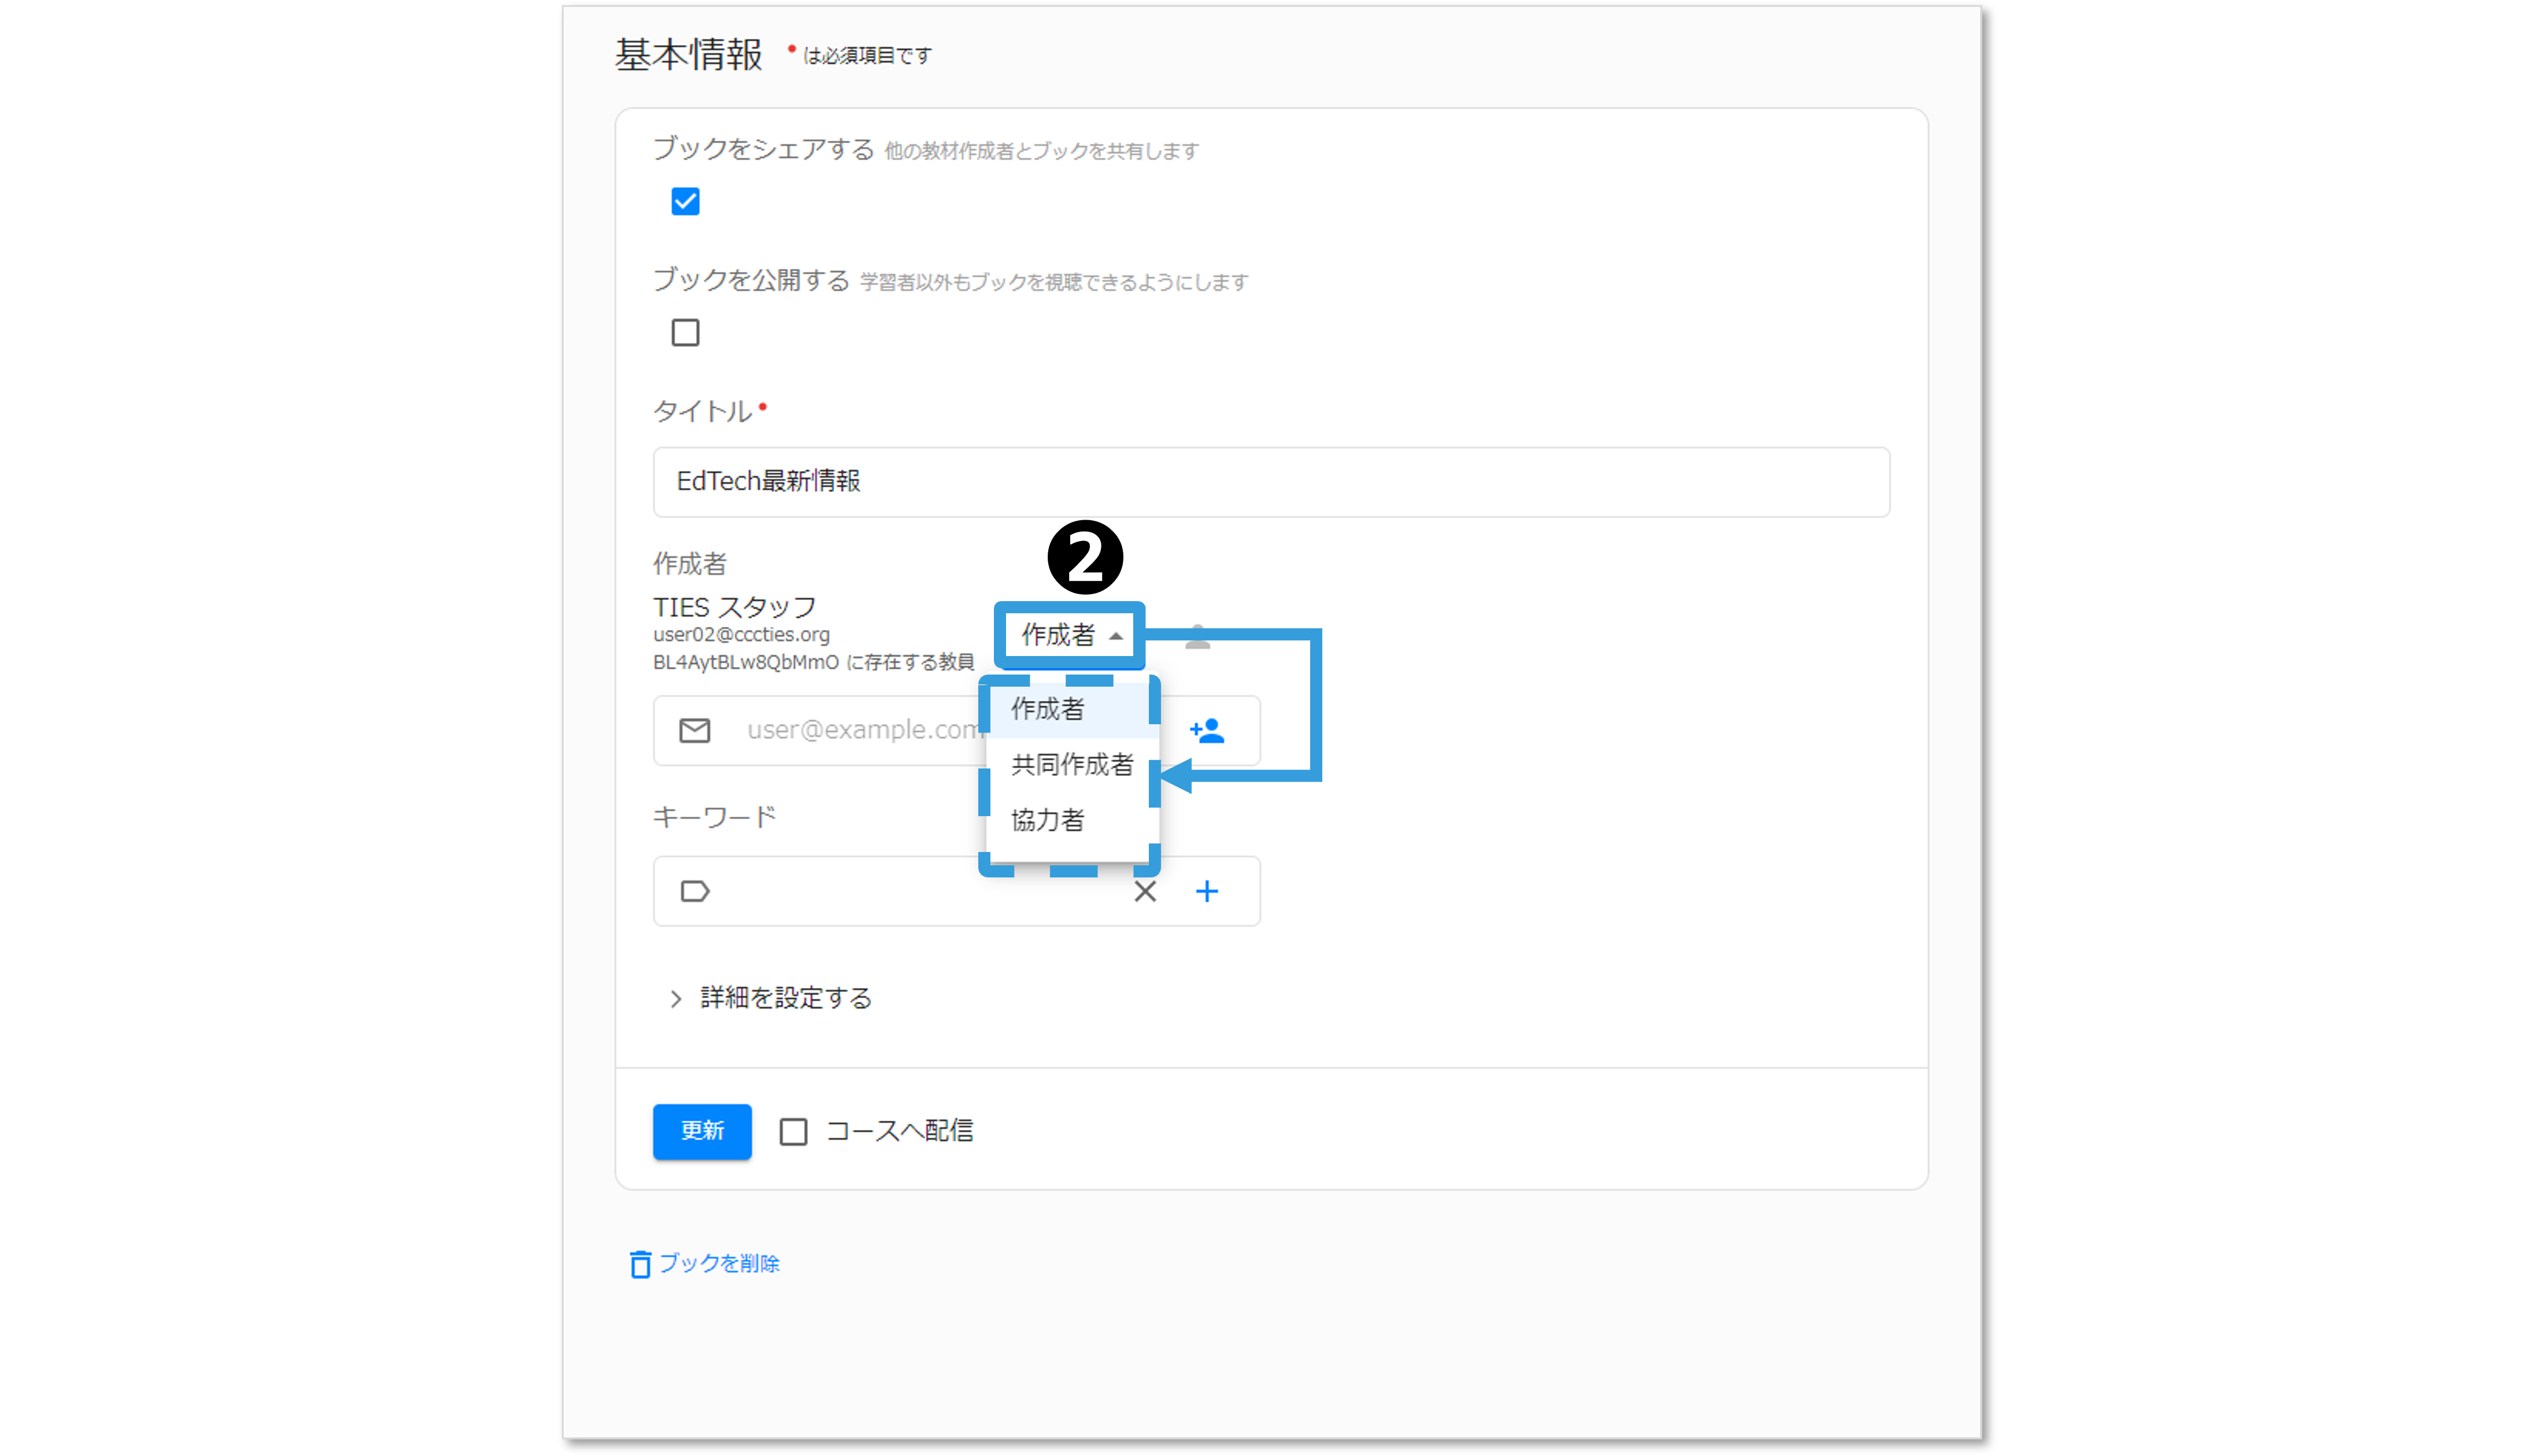 基本情報 • は必須項目です
ブックをシェアする 他の教材作成者とブックを共有します
ブックを公開する 学習者以外もブックを視聴できるようにします
タイトル •
EdTech最新情報
2
作成者
TIES スタッフ
user02@cccties.org
BL4AytBLw8QbMmO に存在する教員
作成者
user@example.com
作成者
共同作成者
協力者
キーワード
詳細を設定する
更新 コースへ配信
ブックを削除